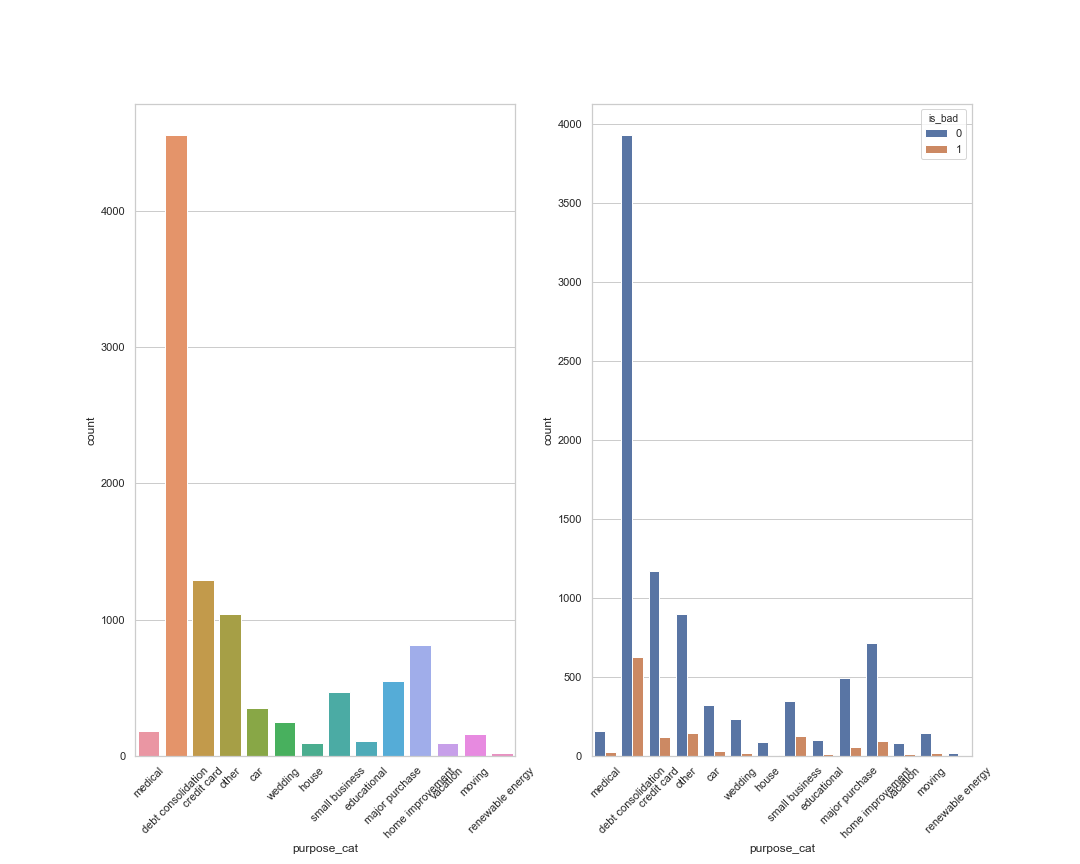 count
4000
3000
2000
1000
0
medical
debt consolidation
credit card
other
car
wedding
house
small business
educational
major purchase
home improvement
vacation
moving
renewable energy
purpose_cat
is_bad
0
1
count
4000
3500
3000
2500
2000
1500
1000
500
0
medical
debt consolidation
credit card
other
car
wedding
house
small business
educational
major purchase
home improvement
vacation
moving
renewable energy
purpose_cat